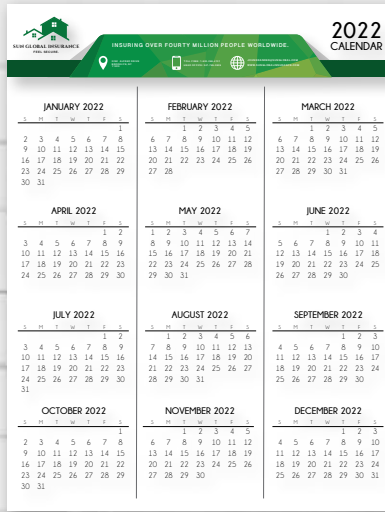 SUM GLOBAL INSURANCE
FEEL SECURE
INSURING OVER FOURTY MILLION PEOPLE WORLDWIDE.
2022
CALENDAR
JANUARY 2022
S M T W T F S
1
2 3 4 5 6 7 8
9 10 11 12 13 14 15
16 17 18 19 20 21 22
23 24 25 26 27 28 29
30 31
FEBRUARY 2022
S M T W T F S
1 2 3 4 5
6 7 8 9 10 11 12
13 14 15 16 17 18 19
20 21 22 23 24 25 26
27 28
MARCH 2022
S M T W T F S
1 2 3 4 5
6 7 8 9 10 11 12
13 14 15 16 17 18 19
20 21 22 23 24 25 26
27 28 29 30 31
APRIL 2022
S M T W T F S
1 2
3 4 5 6 7 8 9
10 11 12 13 14 15 16
17 18 19 20 21 22 23
24 25 26 27 28 29 30
MAY 2022
S M T W T F S
1 2 3 4 5 6 7
8 9 10 11 12 13 14
15 16 17 18 19 20 21
22 23 24 25 26 27 28
29 30 31
JUNE 2022
S M T W T F S
1 2 3 4
5 6 7 8 9 10 11
12 13 14 15 16 17 18
19 20 21 22 23 24 25
26 27 28 29 30
JULY 2022
S M T W T F S
1 2
3 4 5 6 7 8 9
10 11 12 13 14 15 16
17 18 19 20 21 22 23
24 25 26 27 28 29 30
31
AUGUST 2022
S M T W T F S
1 2 3 4 5 6
7 8 9 10 11 12 13
14 15 16 17 18 19 20
21 22 23 24 25 26 27
28 29 30 31
SEPTEMBER 2022
S M T W T F S
1 2 3
4 5 6 7 8 9 10
11 12 13 14 15 16 17
18 19 20 21 22 23 24
25 26 27 28 29 30
OCTOBER 2022
S M T W T F S
1
2 3 4 5 6 7 8
9 10 11 12 13 14 15
16 17 18 19 20 21 22
23 24 25 26 27 28 29
30 31
NOVEMBER 2022
S M T W T F S
1 2 3 4 5
6 7 8 9 10 11 12
13 14 15 16 17 18 19
20 21 22 23 24 25 26
27 28 29 30
DECEMBER 2022
S M T W T F S
1 2 3
4 5 6 7 8 9 10
11 12 13 14 15 16 17
18 19 20 21 22 23 24
25 26 27 28 29 30 31